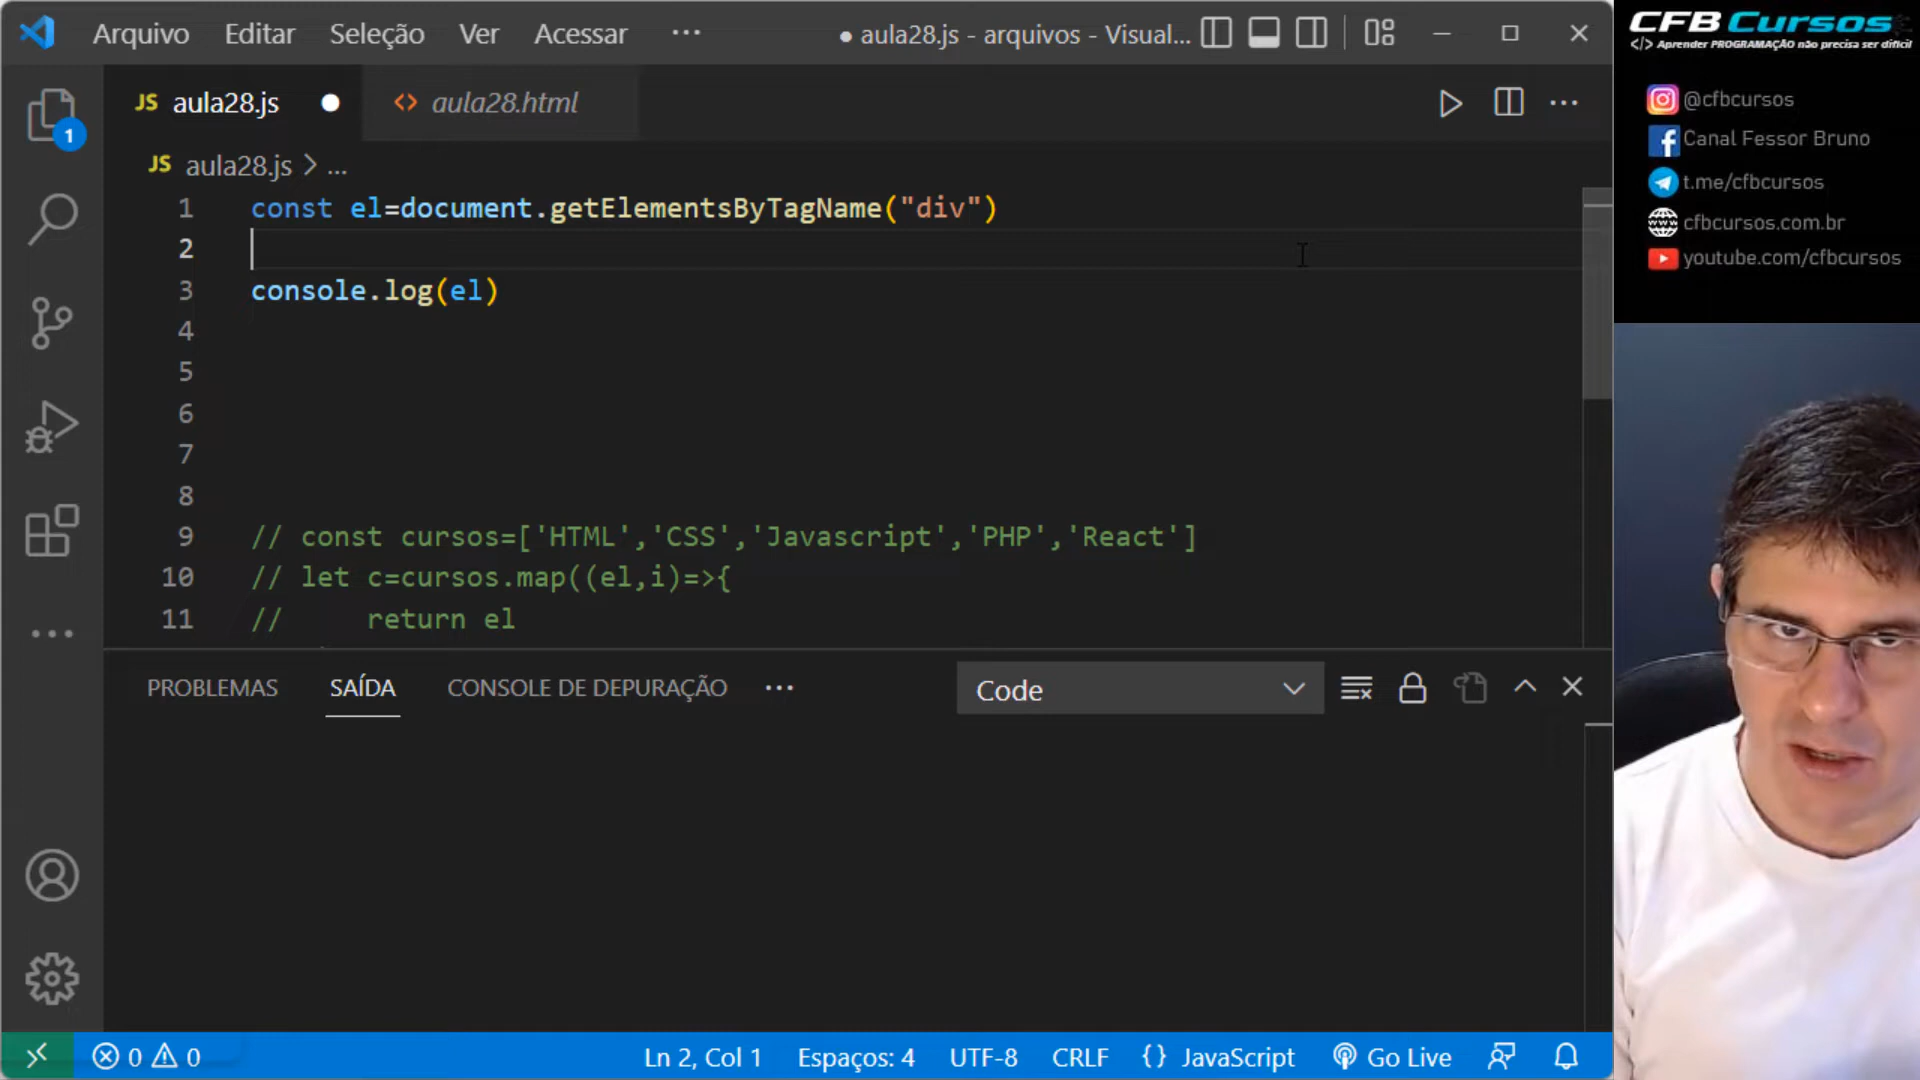 Arquivo Editar Seleção Ver Acessar ··· ● aula28.js - arquivos - Visual...
JS aula28.js ● <> aula28.html ···
JS aula28.js > ...
1 const el=document.getElementsByTagName("div")
2
3 console.log(el)
4
5
6
7
8
9 // const cursos=['HTML','CSS','Javascript','PHP','React']
10 // let c=cursos.map((el,i)=>{
11 //     return el
PROBLEMAS SAÍDA CONSOLE DE DEPURAÇÃO ··· Code
1
0 0 Ln 2, Col 1 Espaços: 4 UTF-8 CRLF {} JavaScript Go Live
CFB Cursos
</> Aprender PROGRAMAÇÃO não precisa ser difícil
@cfbcursos
Canal Fessor Bruno
t.me/cfbcursos
cfbcursos.com.br
youtube.com/cfbcursos